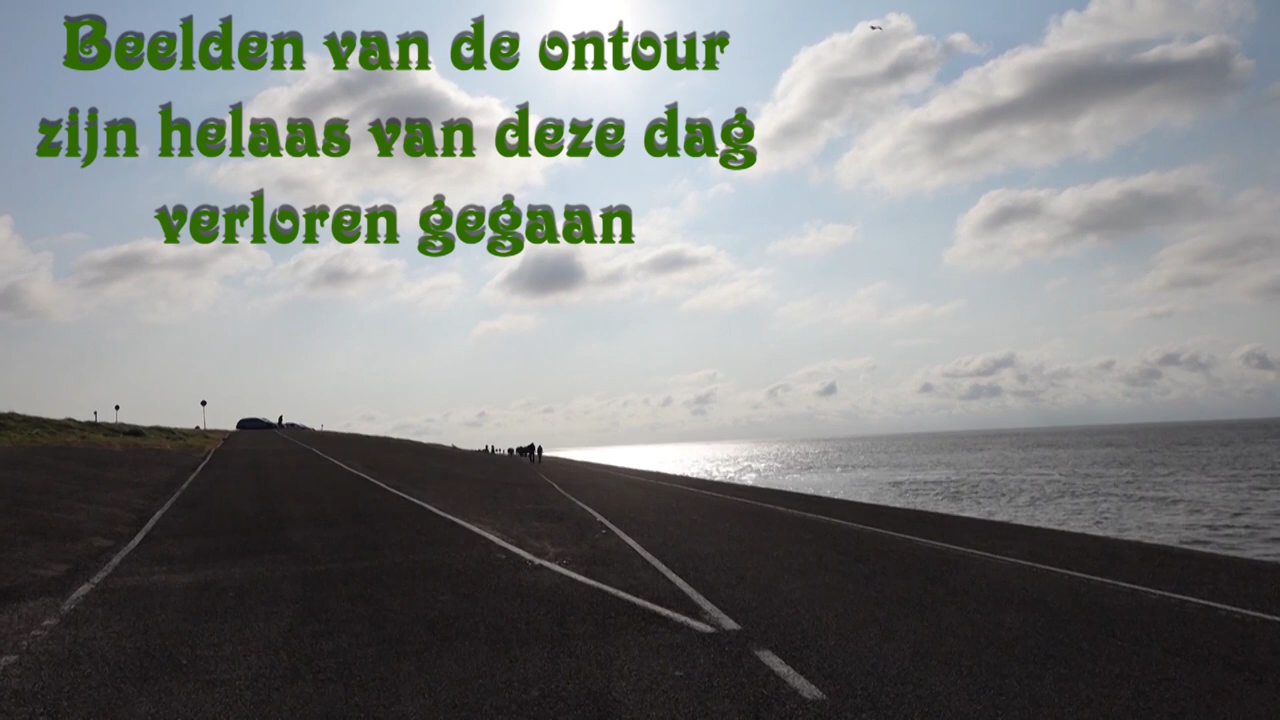 Beelden van de ontour
zijn helaas van deze dag
verloren gegaan